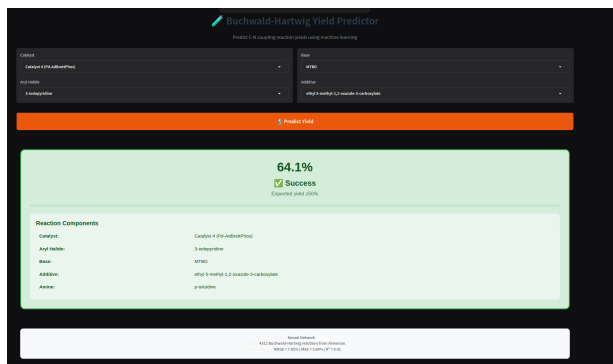 🧪 Buchwald-Hartwig Yield Predictor
Predict C-N coupling reaction yields using machine learning
Catalyst
Catalyst 4 (Pd-AdBrettPhos)
Base
MTBD
Aryl Halide
3-iodopyridine
Additive
ethyl 5-methyl-1,2-oxazole-3-carboxylate
Predict Yield
64.1%
✅ Success
Expected yield ≥50%
Reaction Components
Catalyst: Catalyst 4 (Pd-AdBrettPhos)
Aryl Halide: 3-iodopyridine
Base: MTBD
Additive: ethyl 5-methyl-1,2-oxazole-3-carboxylate
Amine: p-toluidine
Neural Network
Buchwald-Hartwig reactions from Ahneman.